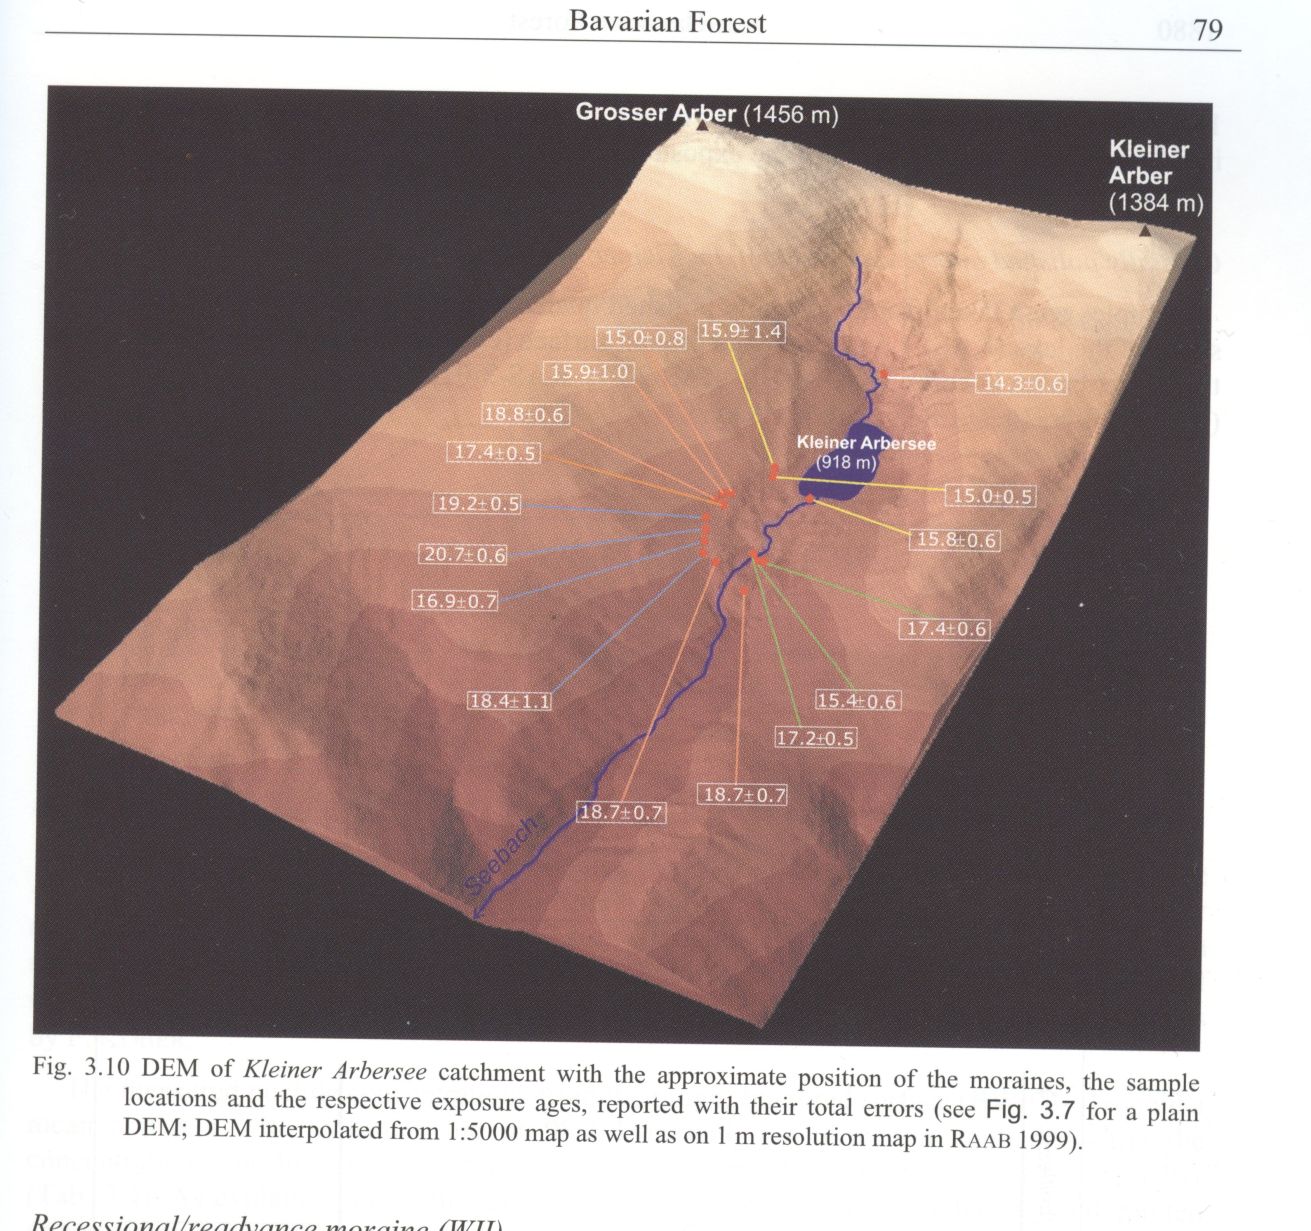 Bavarian Forest
79
Grosser Arber (1456 m)
Kleiner
Arber
(1384 m)
15.0±0.8
15.9±1.4
15.9±1.0
14.3±0.6
18.8±0.6
17.4±0.5
Kleiner Arbersee
(918 m)
19.2±0.5
15.0±0.5
15.8±0.6
20.7±0.6
16.9±0.7
17.4±0.6
18.4±1.1
15.4±0.6
17.2±0.5
18.7±0.7
18.7±0.7
Seebach
Fig. 3.10 DEM of Kleiner Arbersee catchment with the approximate position of the moraines, the sample
locations and the respective exposure ages, reported with their total errors (see Fig. 3.7 for a plain
DEM; DEM interpolated from 1:5000 map as well as on 1 m resolution map in RAAB 1999).
Recessional/readvance moraine (WII)